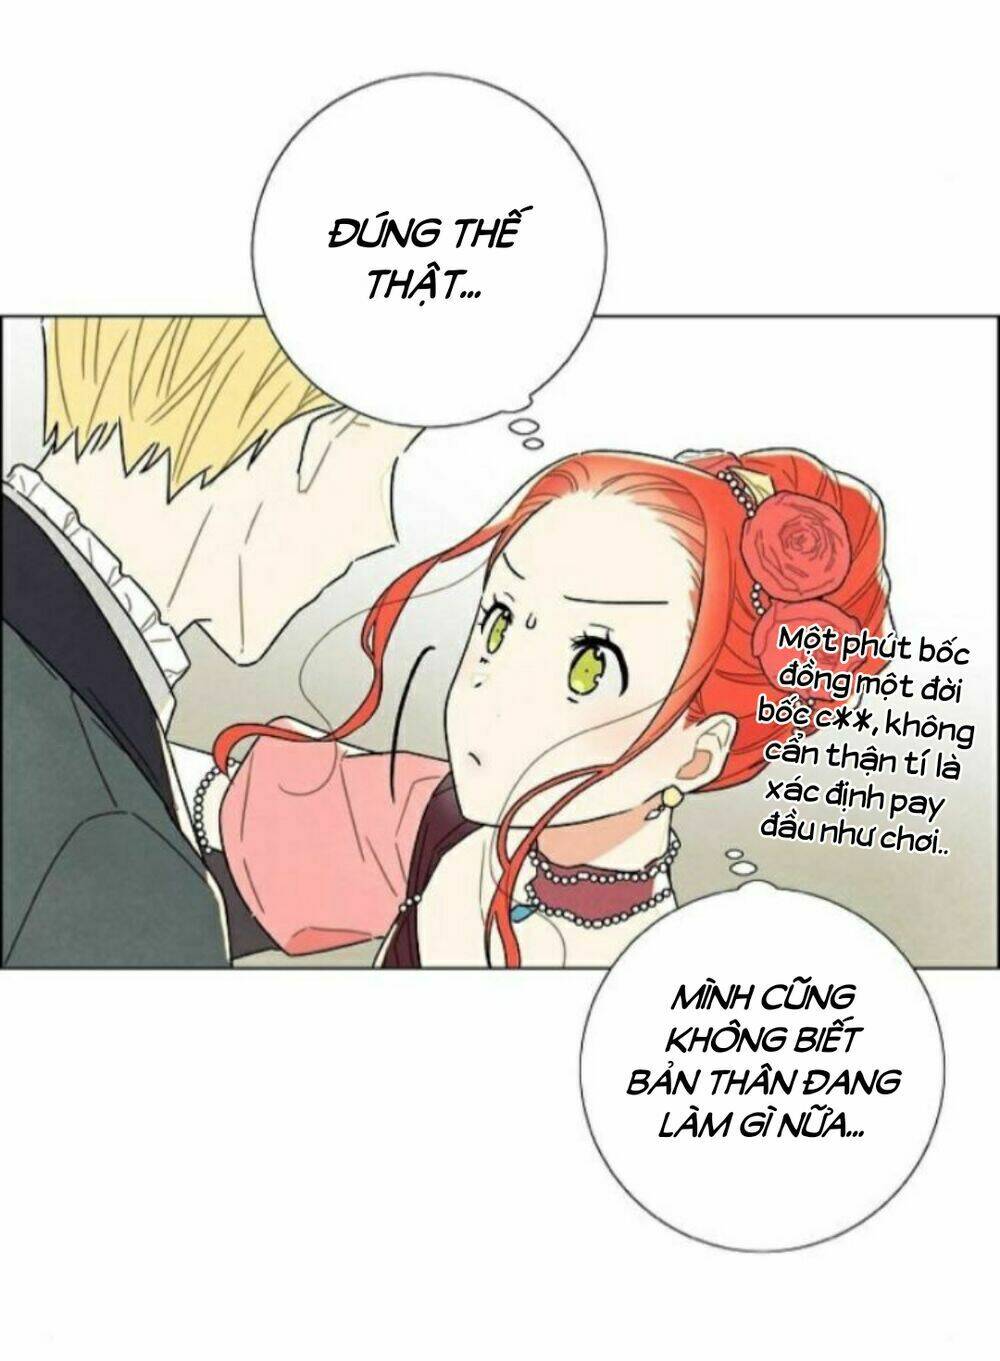 ĐÚNG THẾ
THẬT...
Một phút bốc
đồng một đời
bốc c**, không
cẩn thận tí là
xác định pay
đầu như chơi..
MÌNH CŨNG
KHÔNG BIẾT
BẢN THÂN ĐANG
LÀM GÌ NỮA...